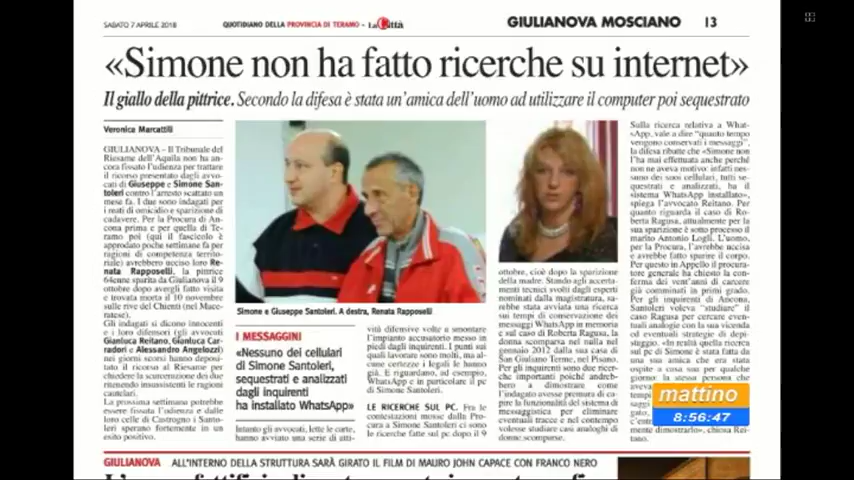 SABATO 7 APRILE 2018
QUOTIDIANO DELLA PROVINCIA DI TERAMO - La Città
GIULIANOVA MOSCIANO 13
«Simone non ha fatto ricerche su internet»
Il giallo della pittrice. Secondo la difesa è stata un'amica dell'uomo ad utilizzare il computer poi sequestrato
Veronica Marcattili
GIULIANOVA – Il Tribunale del
Riesame dell'Aquila non ha an-
cora fissato l'udienza per trattare
il ricorso presentato dagli avvo-
cati di Giuseppe e Simone San-
toleri contro l'arresto scattato un
mese fa. I due sono indagati per
i reati di omicidio e sparizione di
cadavere. Per la Procura di An-
cona prima e per quella di Te-
ramo poi (qui il fascicolo è
approdato poche settimane fa per
ragioni di competenza territo-
riale) avrebbero ucciso loro Re-
nata Rapposelli, la pittrice
64enne sparita da Giulianova il 9
ottobre dopo avergli fatto visita e
trovata morta il 10 novembre
sulle rive del Chienti (nel Mace-
ratese).
Gli indagati si dicono innocenti
e i loro difensori (gli avvocati
Gianluca Reitano, Gianluca Car-
radori e Alessandro Angelozzi)
nei giorni scorsi hanno deposi-
tato il ricorso al Riesame per
chiedere la scarcerazione dei due
ritenendo insussistenti le ragioni
cautelari.
La prossima settimana potrebbe
essere fissata l'udienza e dalle
loro celle di Castrogno i Santo-
leri sperano fortemente in un
esito positivo.
Simone e Giuseppe Santoleri. A destra, Renata Rapposelli
I MESSAGGINI
«Nessuno dei cellulari
di Simone Santoleri,
sequestrati e analizzati
dagli inquirenti
ha installato WhatsApp»
Intanto gli avvocati, lette le carte,
hanno avviato una serie di atti-
vità difensive volte a smontare
l'impianto accusatorio messo in
piedi dagli inquirenti. I punti sui
quali lavorare sono molti, ma al-
cune certezze i legali le hanno
già. E riguardano, ad esempio,
WhatsApp e in particolare il pc
di Simone Santoleri.
LE RICERCHE SUL PC. Fra le
contestazioni mosse dalla Pro-
cura a Simone Santoleri ci sono
le ricerche fatte sul pc dopo il 9
ottobre, cioè dopo la sparizione
della madre. Stando agli accer-
tamenti tecnici svolti dagli esperti
nominati dalla magistratura, sa-
rebbe stata avviata una ricerca
sui tempi di conservazione dei
messaggi WhatsApp in memoria
e sul caso di Roberta Ragusa, la
donna scomparsa nel nulla nel
gennaio 2012 dalla sua casa di
San Giuliano Terme, nel Pisano.
Per gli inquirenti sono due ricer-
che importanti poiché andreb-
bero a dimostrare come
l'indagato avesse premura di ca-
pire la funzionalità del sistema di
messaggistica per eliminare
eventuali tracce e nel contempo
volesse studiare casi analoghi di
donne scomparse.
Sulla ricerca relativa a What-
sApp, vale a dire "quanto tempo
vengono conservati i messaggi",
la difesa ribatte che «Simone non
l'ha mai effettuata anche perché
non ne aveva motivo: infatti nes-
suno dei suoi cellulari, tutti se-
questrati e analizzati, ha il
sistema WhatsApp installato»,
spiega l'avvocato Reitano. Per
quanto riguarda il caso di Ro-
berta Ragusa, attualmente per la
sua sparizione è sotto processo il
marito Antonio Logli. L'uomo,
per la Procura, l'avrebbe uccisa e
avrebbe fatto sparire il corpo.
Per questo in Appello il procura-
tore generale ha chiesto la con-
ferma dei vent'anni di carcere già
comminati in primo grado.
Per gli inquirenti di Ancona,
Santoleri voleva "studiare" il
caso Ragusa per cercare even-
tuali analogie con la sua vicenda
ed eventuali strategie di depi-
staggio. «In realtà quella ricerca
sul pc di Simone è stata fatta da
una sua amica che era stata
ospite a casa sua per qualche
mattino
8:56:47
GIULIANOVA ALL'INTERNO DELLA STRUTTURA SARÀ GIRATO IL FILM DI MAURO JOHN CAPACE CON FRANCO NERO